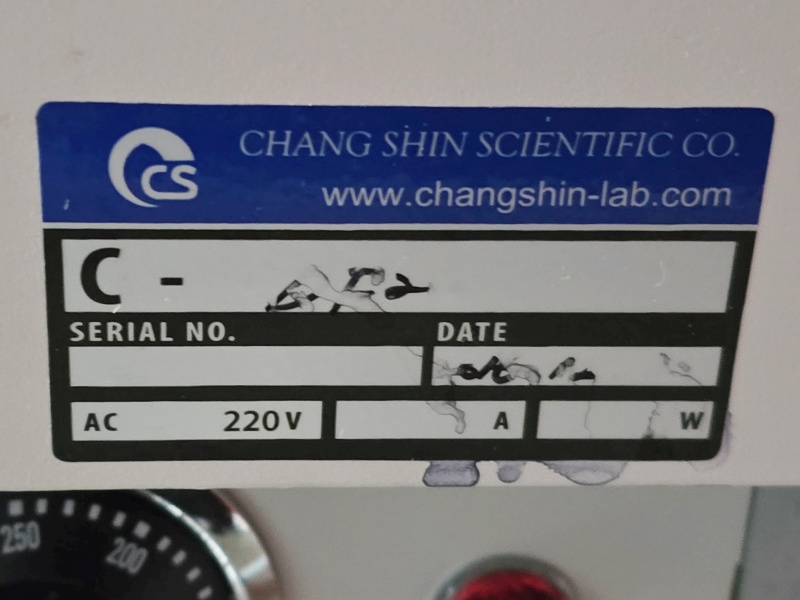 CS
CHANG SHIN SCIENTIFIC CO.
www.changshin-lab.com
C -
SERIAL NO. DATE
AC 220V A W
250 200